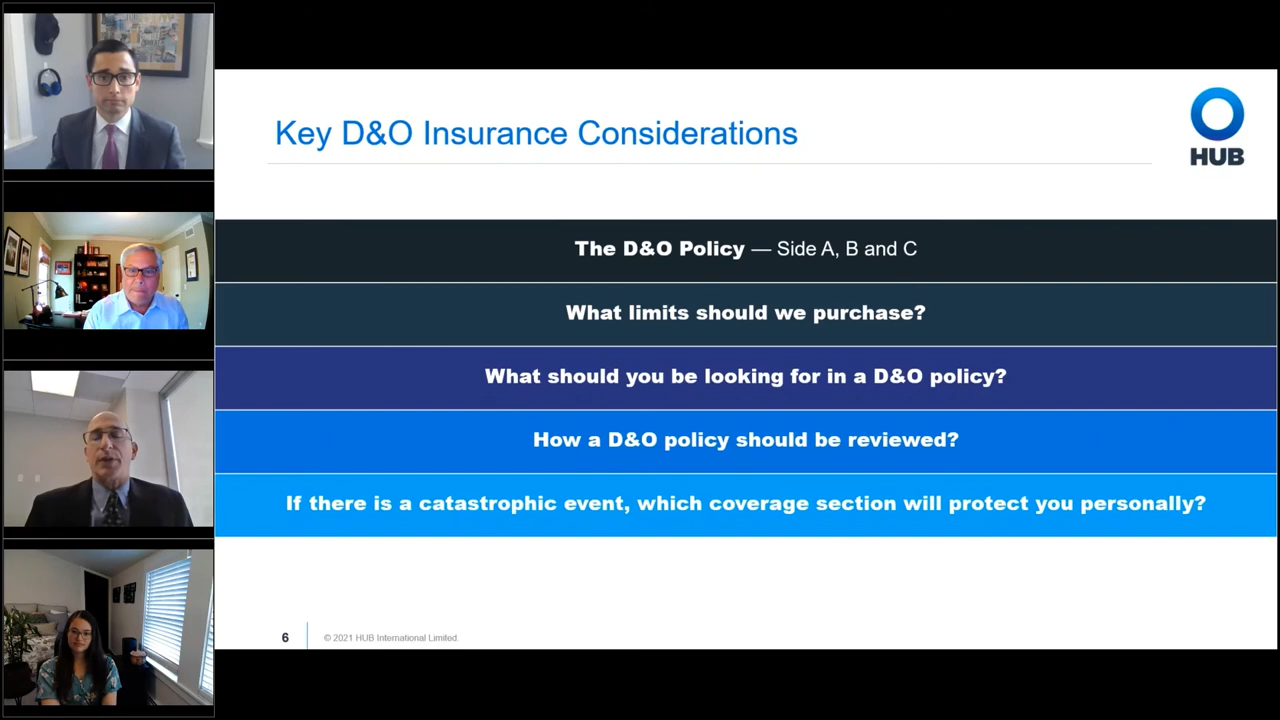 Key D&O Insurance Considerations
HUB
The D&O Policy — Side A, B and C
What limits should we purchase?
What should you be looking for in a D&O policy?
How a D&O policy should be reviewed?
If there is a catastrophic event, which coverage section will protect you personally?
6
© 2021 HUB International Limited.